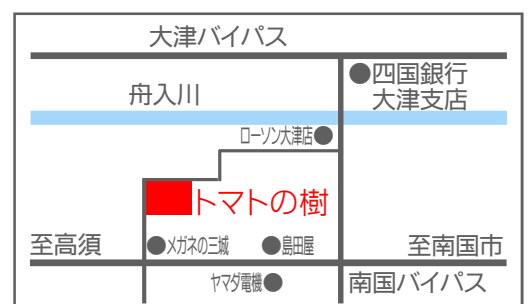 大津バイパス
●四国銀行
大津支店
舟入川
ローソン大津店●
トマトの樹
至高須
●メガネの三城
●島田屋
至南国市
ヤマダ電機●
南国バイパス